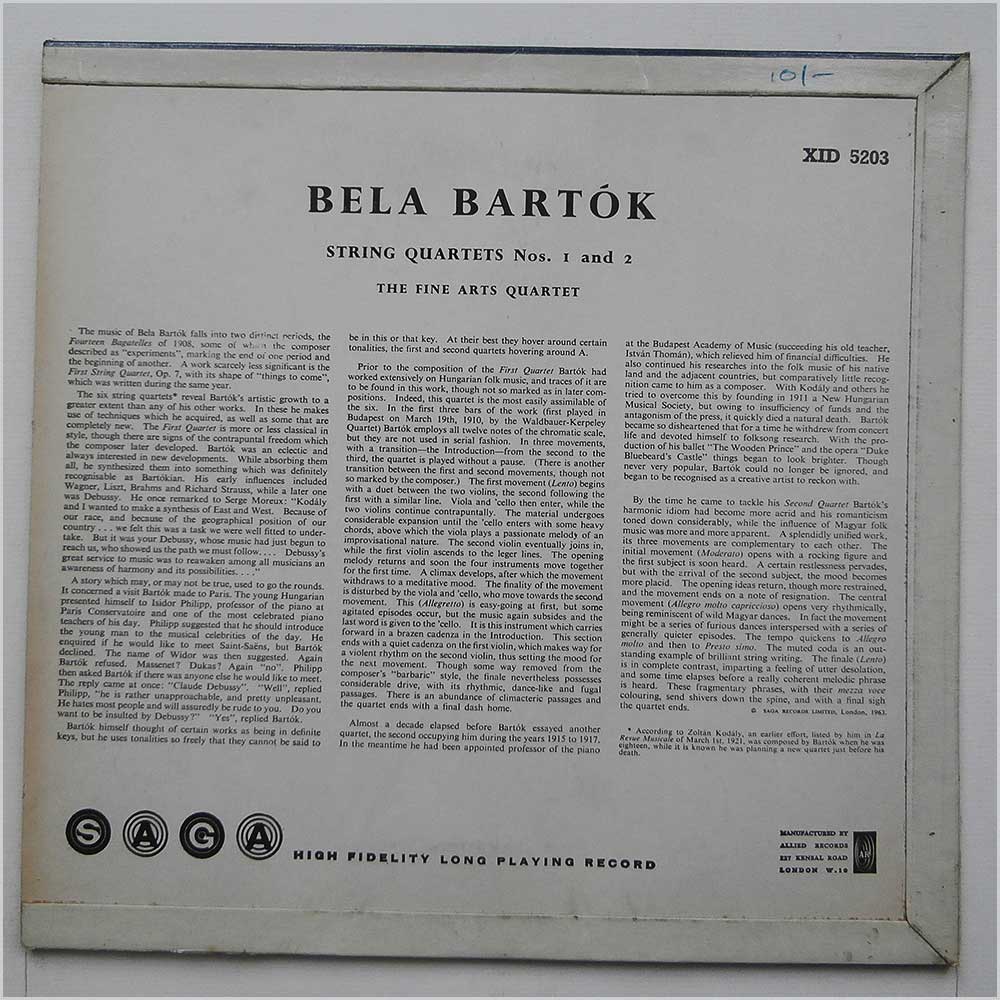 10/-
XID 5203
BELA BARTÓK
STRING QUARTETS Nos. 1 and 2
THE FINE ARTS QUARTET
The music of Bela Bartók falls into two distinct periods, the
Fourteen Bagatelles of 1908, some of which the composer
described as "experiments", marking the end of one period and
the beginning of another. A work scarcely less significant is the
First String Quartet, Op. 7, with its shape of "things to come",
which was written during the same year.
The six string quartets* reveal Bartók's artistic growth to a
greater extent than any of his other works. In these he makes
use of techniques which he acquired, as well as some that are
completely new. The First Quartet is more or less classical in
style, though there are signs of the contrapuntal freedom which
the composer later developed. Bartók was an eclectic and
always interested in new developments. While absorbing them
all, he synthesized them into something which was definitely
recognisable as Bartókian. His early influences included
Wagner, Liszt, Brahms and Richard Strauss, while a later one
was Debussy. He once remarked to Serge Moreux: "Kodály
and I wanted to make a synthesis of East and West. Because of
our race, and because of the geographical position of our
country . . . we felt this was a task we were well fitted to under-
take. But it was your Debussy, whose music had just begun to
reach us, who showed us the path we must follow. . . . Debussy's
great service to music was to reawaken among all musicians an
awareness of harmony and its possibilities. . . ."
A story which may, or may not be true, used to go the rounds.
It concerned a visit Bartók made to Paris. The young Hungarian
presented himself to Isidor Philipp, professor of the piano at
Paris Conservatoire and one of the most celebrated piano
teachers of his day. Philipp suggested that he should introduce
the young man to the musical celebrities of the day. He
enquired if he would like to meet Saint-Saëns, but Bartók
declined. The name of Widor was then suggested. Again
Bartók refused. Massenet? Dukas? Again "no". Philipp
then asked Bartók if there was anyone else he would like to meet.
The reply came at once: "Claude Debussy". "Well", replied
Philipp, "he is rather unapproachable, and pretty unpleasant.
He hates most people and will assuredly be rude to you. Do you
want to be insulted by Debussy?" "Yes", replied Bartók.
Bartók himself thought of certain works as being in definite
keys, but he uses tonalities so freely that they cannot be said to
be in this or that key. At their best they hover around certain
tonalities, the first and second quartets hovering around A.
Prior to the composition of the First Quartet Bartók had
worked extensively on Hungarian folk music, and traces of it are
to be found in this work, though not so marked as in later com-
positions. Indeed, this quartet is the most easily assimilable of
the six. In the first three bars of the work (first played in
Budapest on March 19th, 1910, by the Waldbauer-Kerpeley
Quartet) Bartók employs all twelve notes of the chromatic scale,
but they are not used in serial fashion. In three movements,
with a transition—the Introduction—from the second to the
third, the quartet is played without a pause. (There is another
transition between the first and second movements, though not
so marked by the composer.) The first movement (Lento) begins
with a duet between the two violins, the second following the
first with a similar line. Viola and 'cello then enter, while the
two violins continue contrapuntally. The material undergoes
considerable expansion until the 'cello enters with some heavy
chords, above which the viola plays a passionate melody of an
improvisational nature. The second violin eventually joins in,
while the first violin ascends to the leger lines. The opening
melody returns and soon the four instruments move together
for the first time. A climax develops, after which the movement
withdraws to a meditative mood. The finality of the movement
is disturbed by the viola and 'cello, who move towards the second
movement. This (Allegretto) is easy-going at first, but some
agitated episodes occur, but the music again subsides and the
last word is given to the 'cello. It is this instrument which carries
forward in a brazen cadenza in the Introduction. This section
ends with a quiet cadenza on the first violin, which makes way for
a violent rhythm on the second violin, thus setting the mood for
the next movement. Though some way removed from the
composer's "barbaric" style, the finale nevertheless possesses
considerable drive, with its rhythmic, dance-like and fugal
passages. There is an abundance of climacteric passages and
the quartet ends with a final dash home.
Almost a decade elapsed before Bartók essayed another
quartet, the second occupying him during the years 1915 to 1917.
In the meantime he had been appointed professor of the piano
at the Budapest Academy of Music (succeeding his old teacher,
István Thomán), which relieved him of financial difficulties. He
also continued his researches into the folk music of his native
land and the adjacent countries, but comparatively little recog-
nition came to him as a composer. With Kodály and others he
tried to overcome this by founding in 1911 a New Hungarian
Musical Society, but owing to insufficiency of funds and the
antagonism of the press, it quickly died a natural death. Bartók
became so disheartened that for a time he withdrew from concert
life and devoted himself to folksong research. With the pro-
duction of his ballet "The Wooden Prince" and the opera "Duke
Bluebeard's Castle" things began to look brighter. Though
never very popular, Bartók could no longer be ignored, and
began to be recognised as a creative artist to reckon with.
By the time he came to tackle his Second Quartet Bartók's
harmonic idiom had become more acrid and his romanticism
toned down considerably, while the influence of Magyar folk
music was more and more apparent. A splendidly unified work,
its three movements are complementary to each other. The
initial movement (Moderato) opens with a rocking figure and
the first subject is soon heard. A certain restlessness pervades,
but with the arrival of the second subject, the mood becomes
more placid. The opening ideas return, though more restrained,
and the movement ends on a note of resignation. The central
movement (Allegro molto capriccioso) opens very rhythmically,
being reminiscent of wild Magyar dances. In fact the movement
might be a series of furious dances interspersed with a series of
generally quieter episodes. The tempo quickens to Allegro
molto and then to Presto simo. The muted coda is an out-
standing example of brilliant string writing. The finale (Lento)
is in complete contrast, imparting a feeling of utter desolation,
and some time elapses before a really coherent melodic phrase
is heard. These fragmentary phrases, with their mezza voce
colouring, send shivers down the spine, and with a final sigh
the quartet ends.
© SAGA RECORDS LIMITED, London, 1963.
* According to Zoltán Kodály, an earlier effort, listed by him in La
Revue Musicale of March 1st, 1921, was composed by Bartók when he was
eighteen, while it is known he was planning a new quartet just before his
death.
SAGA
HIGH FIDELITY LONG PLAYING RECORD
MANUFACTURED BY
ALLIED RECORDS
227 KENSAL ROAD
LONDON W.10
AR